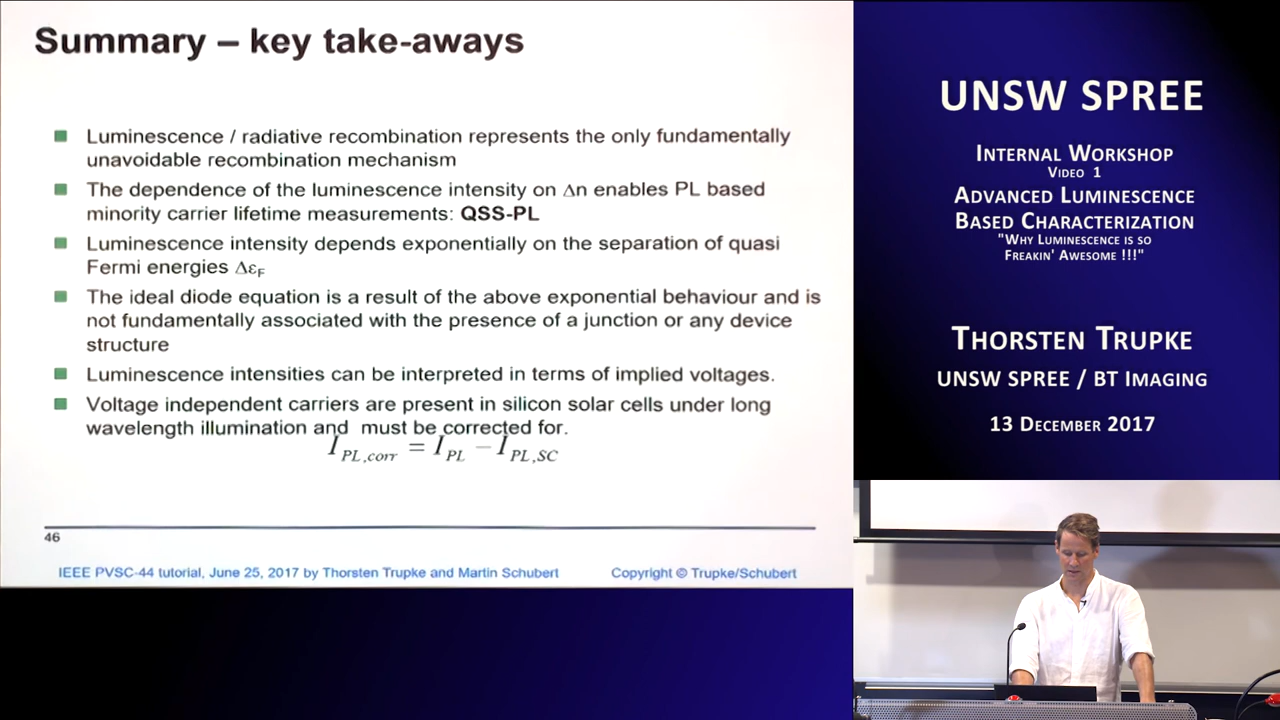 Summary – key take-aways
Luminescence / radiative recombination represents the only fundamentally
unavoidable recombination mechanism
The dependence of the luminescence intensity on Δn enables PL based
minority carrier lifetime measurements: QSS-PL
Luminescence intensity depends exponentially on the separation of quasi
Fermi energies Δε_F
The ideal diode equation is a result of the above exponential behaviour and is
not fundamentally associated with the presence of a junction or any device
structure
Luminescence intensities can be interpreted in terms of implied voltages.
Voltage independent carriers are present in silicon solar cells under long
wavelength illumination and must be corrected for.
I_PL,corr = I_PL − I_PL,SC
46
IEEE PVSC-44 tutorial, June 25, 2017 by Thorsten Trupke and Martin Schubert Copyright © Trupke/Schubert
UNSW SPREE
Internal Workshop
Video 1
Advanced Luminescence
Based Characterization
"Why Luminescence is so
Freakin' Awesome !!!"
Thorsten Trupke
UNSW SPREE / BT Imaging
13 December 2017